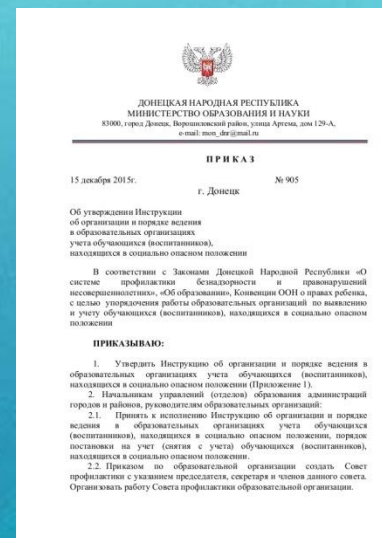 ДОНЕЦКАЯ НАРОДНАЯ РЕСПУБЛИКА
МИНИСТЕРСТВО ОБРАЗОВАНИЯ И НАУКИ
83000, город Донецк, Ворошиловский район, улица Артема, дом 129-А,
e-mail: mon_dnr@mail.ru
ПРИКАЗ
15 декабря 2015г. № 905
г. Донецк
Об утверждении Инструкции
об организации и порядке ведения
в образовательных организациях
учета обучающихся (воспитанников),
находящихся в социально опасном положении
В соответствии с Законами Донецкой Народной Республики «О
системе профилактики безнадзорности и правонарушений
несовершеннолетних», «Об образовании», Конвенции ООН о правах ребенка,
с целью упорядочения работы образовательных организаций по выявлению
и учету обучающихся (воспитанников), находящихся в социально опасном
положении
ПРИКАЗЫВАЮ:
1. Утвердить Инструкцию об организации и порядке ведения в
образовательных организациях учета обучающихся (воспитанников),
находящихся в социально опасном положении (Приложение 1).
2. Начальникам управлений (отделов) образования администраций
городов и районов, руководителям образовательных организаций:
2.1. Принять к исполнению Инструкцию об организации и порядке
ведения в образовательных организациях учета обучающихся
(воспитанников), находящихся в социально опасном положении, порядок
постановки на учет (снятия с учета) обучающихся (воспитанников),
находящихся в социально опасном положении.
2.2. Приказом по образовательной организации создать Совет
профилактики с указанием председателя, секретаря и членов данного совета.
Организовать работу Совета профилактики образовательной организации.